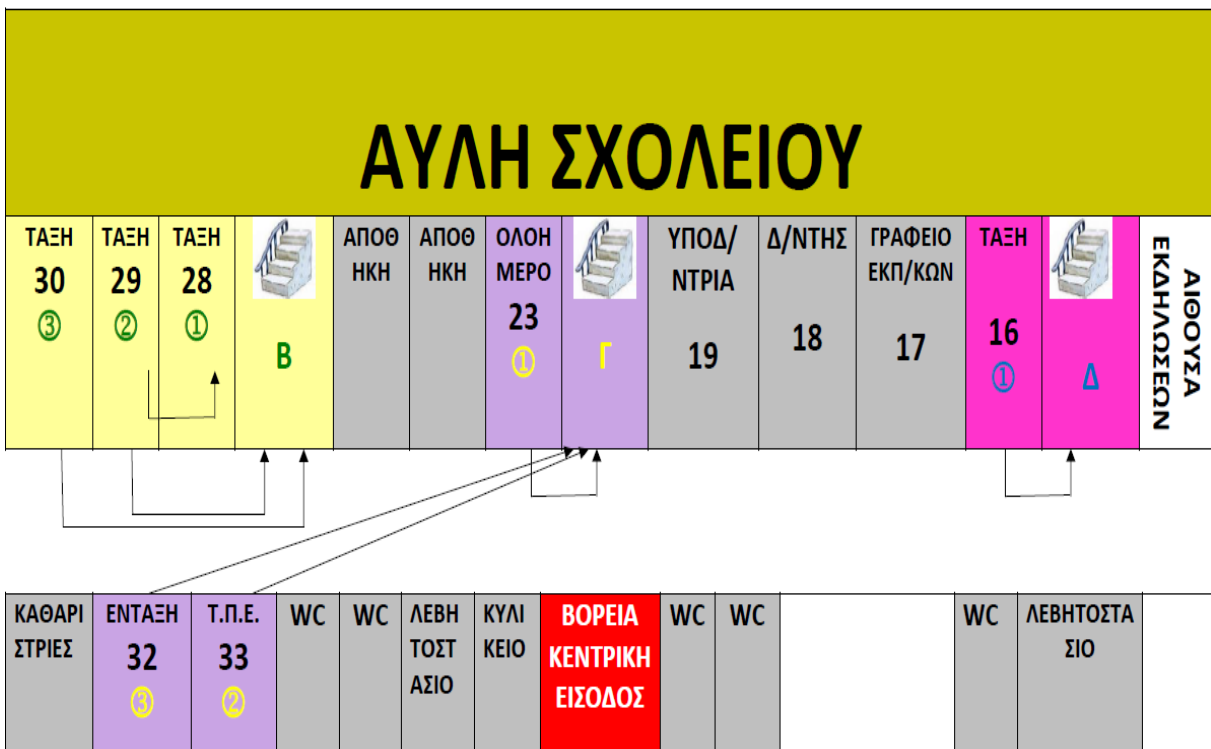 ΑΥΛΗ ΣΧΟΛΕΙΟΥ
ΤΑΞΗ
30
③
ΤΑΞΗ
29
②
ΤΑΞΗ
28
①
Β
ΑΠΟΘ
ΗΚΗ
ΑΠΟΘ
ΗΚΗ
ΟΛΟΗ
ΜΕΡΟ
23
①
Γ
ΥΠΟΔ/
ΝΤΡΙΑ
19
Δ/ΝΤΗΣ
18
ΓΡΑΦΕΙΟ
ΕΚΠ/ΚΩΝ
17
ΤΑΞΗ
16
①
Δ
ΑΙΘΟΥΣΑ
ΕΚΔΗΛΩΣΕΩΝ
ΚΑΘΑΡΙ
ΣΤΡΙΕΣ
ΕΝΤΑΞΗ
32
③
Τ.Π.Ε.
33
②
WC
WC
ΛΕΒΗ
ΤΟΣΤ
ΑΣΙΟ
ΚΥΛΙ
ΚΕΙΟ
ΒΟΡΕΙΑ
ΚΕΝΤΡΙΚΗ
ΕΙΣΟΔΟΣ
WC
WC
WC
ΛΕΒΗΤΟΣΤΑ
ΣΙΟ